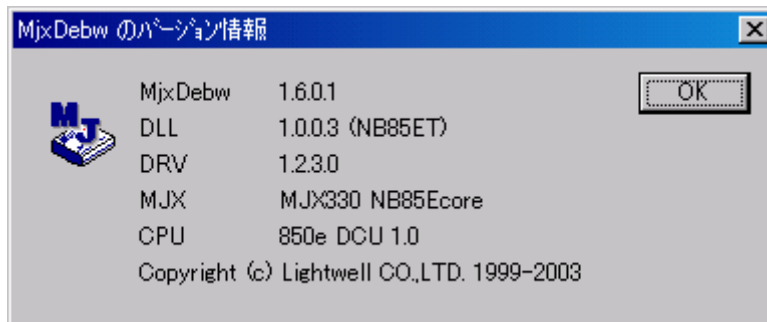 MjxDebw のﾊﾞｰｼﾞｮﾝ情報
MjxDebw 1.6.0.1
DLL 1.0.0.3 (NB85ET)
DRV 1.2.3.0
MJX MJX330 NB85Ecore
CPU 850e DCU 1.0
Copyright (c) Lightwell CO.,LTD. 1999-2003
OK
MJ